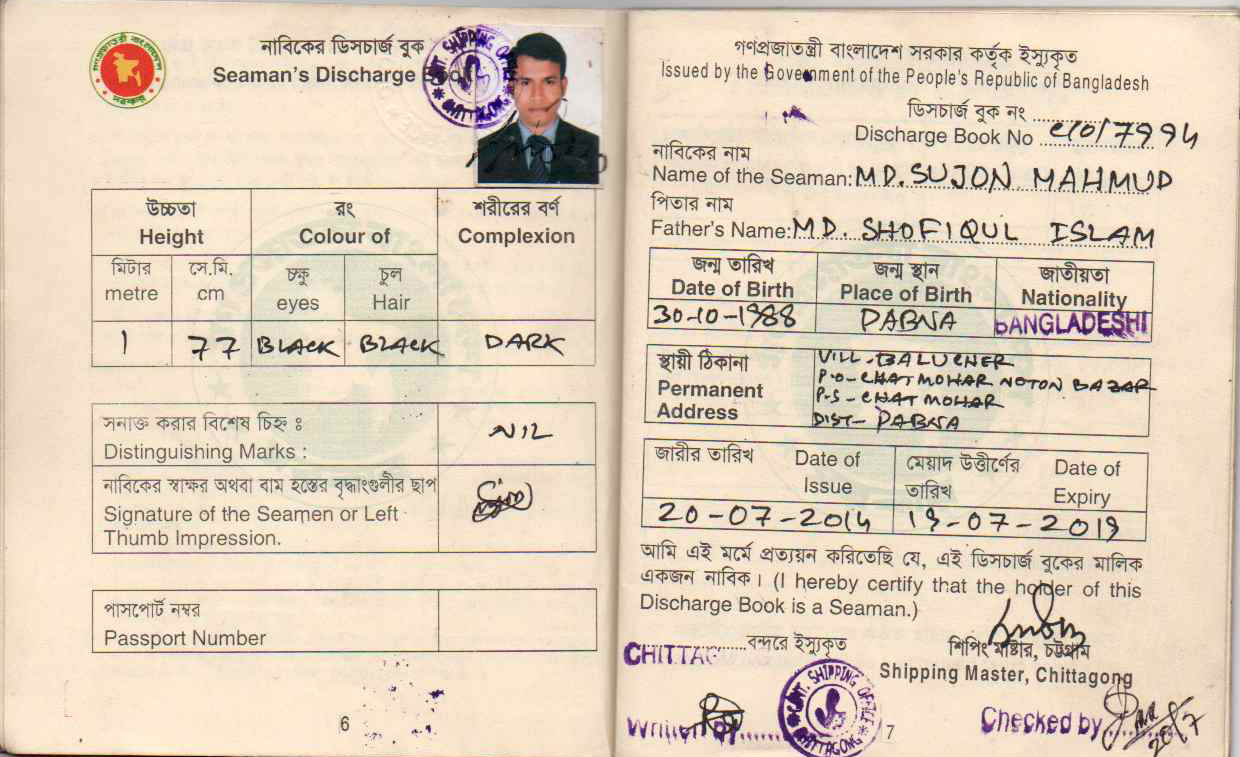 নাবিকের ডিসচার্জ বুক
Seaman's Discharge Book
GOVT. SHIPPING OFFICE
CHITTAGONG
উচ্চতা
Height
রং
Colour of
শরীরের বর্ণ
Complexion
মিটার
metre
সে.মি.
cm
চক্ষু
eyes
চুল
Hair
1
77
BLACK
BLACK
DARK
সনাক্ত করার বিশেষ চিহ্ন ঃ
Distinguishing Marks :
NIL
নাবিকের স্বাক্ষর অথবা বাম হস্তের বৃদ্ধাংগুলীর ছাপ
Signature of the Seamen or Left
Thumb Impression.
পাসপোর্ট নম্বর
Passport Number
6
গণপ্রজাতন্ত্রী বাংলাদেশ সরকার কর্তৃক ইস্যুকৃত
Issued by the Government of the People's Republic of Bangladesh
ডিসচার্জ বুক নং ..............
Discharge Book No C/O/7994
নাবিকের নাম
Name of the Seaman: MD. SUJON MAHMUD
পিতার নাম
Father's Name: MD. SHOFIQUL ISLAM
জন্ম তারিখ
Date of Birth
জন্ম স্থান
Place of Birth
জাতীয়তা
Nationality
30-10-1988
PABNA
BANGLADESHI
স্থায়ী ঠিকানা
Permanent
Address
VILL-BALUCHER
P.O-CHATMOHAR NOTON BAZAR
P.S-CHATMOHAR
DIST-PABNA
জারীর তারিখ
Date of
Issue
মেয়াদ উত্তীর্ণের
তারিখ
Date of
Expiry
20-07-2014
19-07-2019
আমি এই মর্মে প্রত্যয়ন করিতেছি যে, এই ডিসচার্জ বুকের মালিক
একজন নাবিক। (I hereby certify that the holder of this
Discharge Book is a Seaman.)
CHITTAG ........বন্দরে ইস্যুকৃত
শিপিং মাষ্টার, চট্টগ্রাম
Shipping Master, Chittagong
Written By..........
GOVT. SHIPPING OFFICE
CHITTAGONG
7
Checked by
20/7